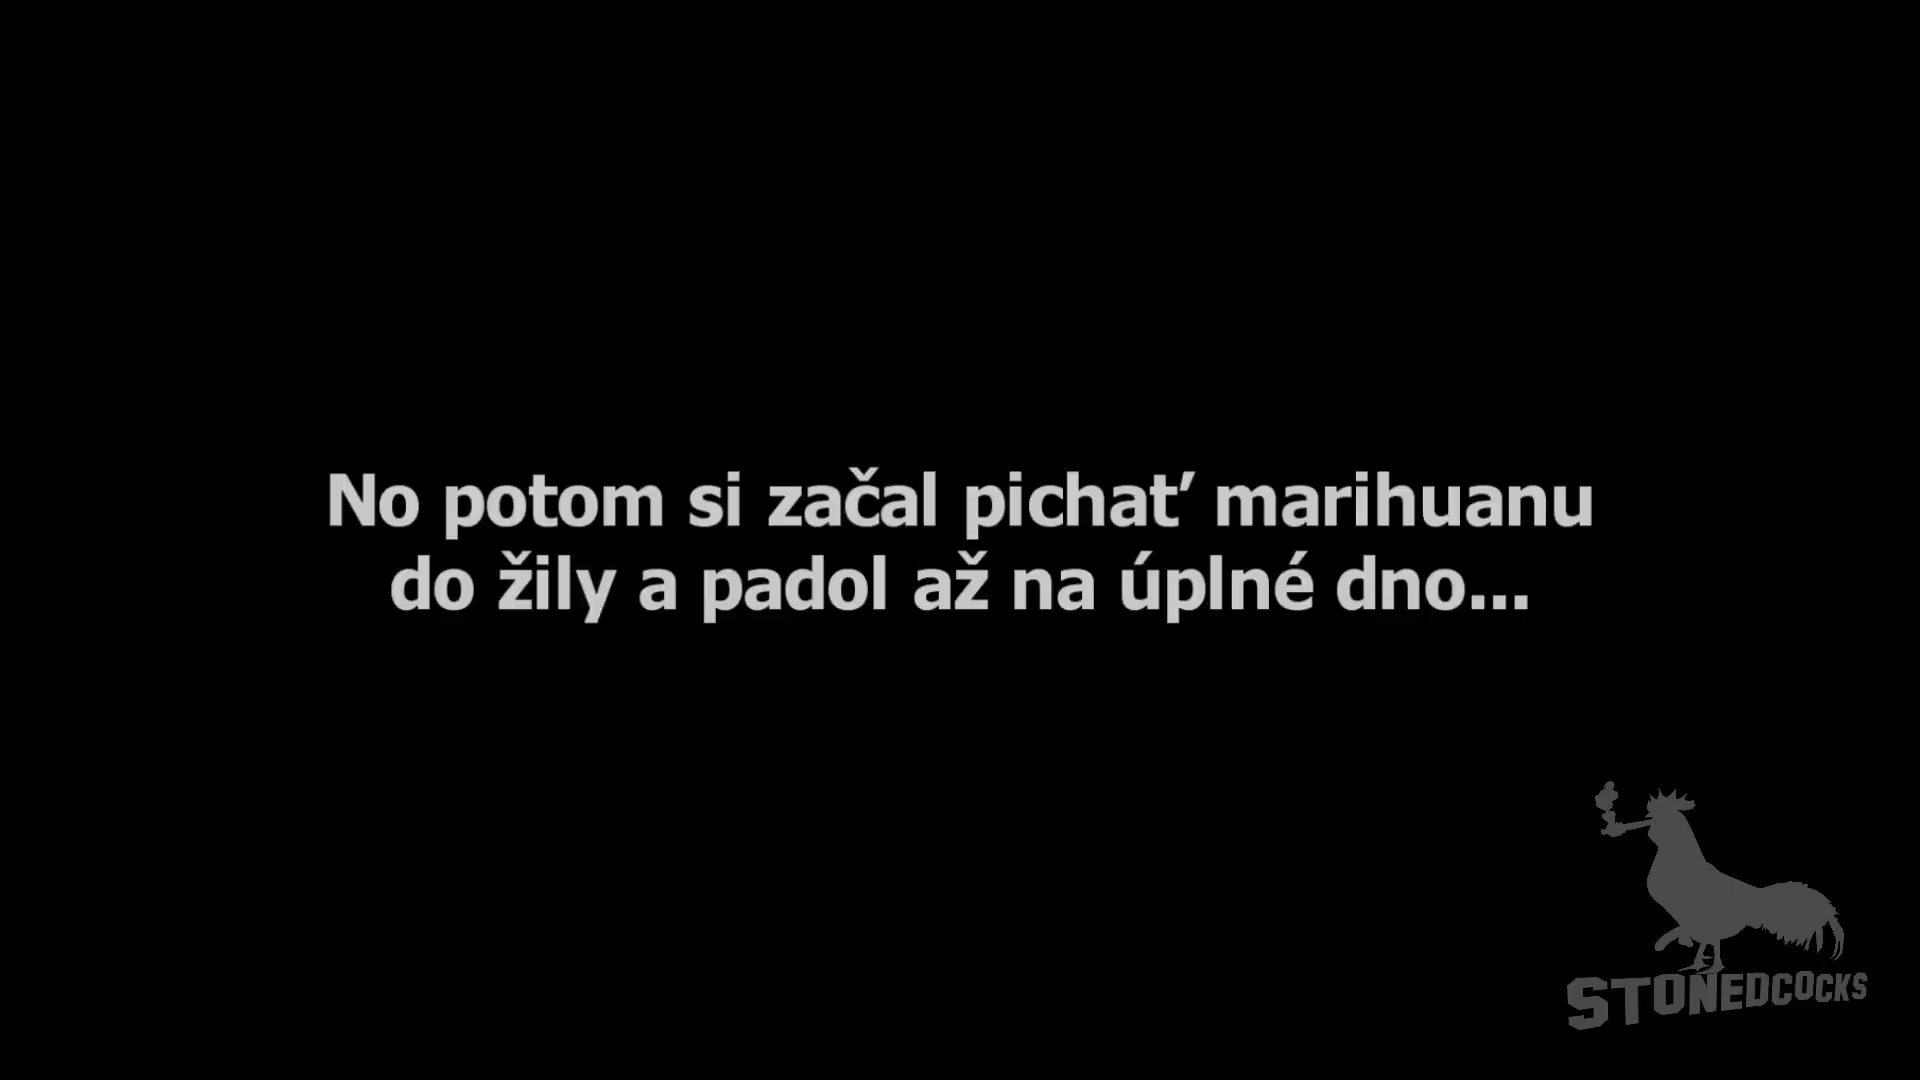 No potom si začal pichať marihuanu
do žily a padol až na úplné dno...
STONEDCOCKS